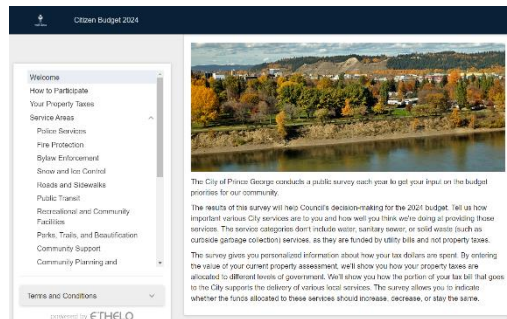 Citizen Budget 2024
Welcome
How to Participate
Your Property Taxes
Service Areas
Police Services
Fire Protection
Bylaw Enforcement
Snow and Ice Control
Roads and Sidewalks
Public Transit
Recreational and Community
Facilities
Parks, Trails, and Beautification
Community Support
Community Planning and
Terms and Conditions
powered by ETHELO
The City of Prince George conducts a public survey each year to get your input on the budget
priorities for our community.
The results of this survey will help Council's decision-making for the 2024 budget. Tell us how
important various City services are to you and how well you think we're doing at providing those
services. The service categories don't include water, sanitary sewer, or solid waste (such as
curbside garbage collection) services, as they are funded by utility bills and not property taxes.
The survey gives you personalized information about how your tax dollars are spent. By entering
the value of your current property assessment, we'll show you how your property taxes are
allocated to different levels of government. We'll show you how the portion of your tax bill that goes
to the City supports the delivery of various local services. The survey allows you to indicate
whether the funds allocated to these services should increase, decrease, or stay the same.